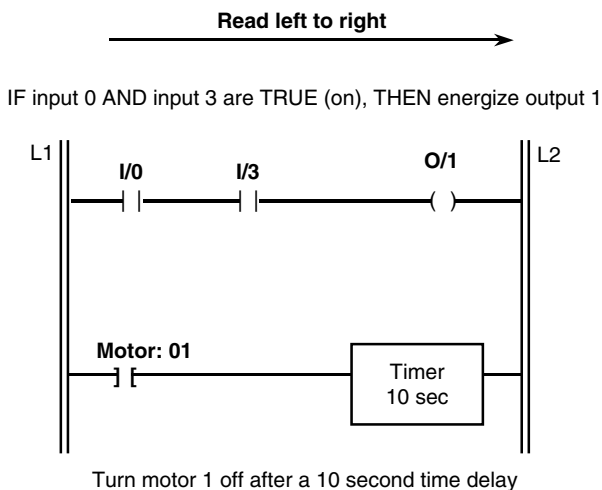 Read left to right
IF input 0 AND input 3 are TRUE (on), THEN energize output 1
L1
L2
I/0
I/3
O/1
Motor: 01
Timer
10 sec
Turn motor 1 off after a 10 second time delay